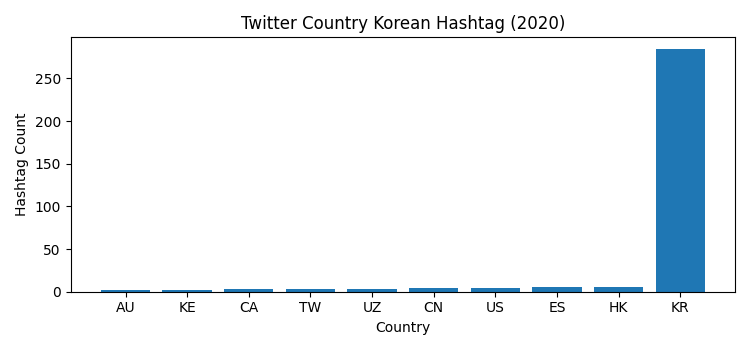 Twitter Country Korean Hashtag (2020)
Hashtag Count
250
200
150
100
50
0
AU KE CA TW UZ CN US ES HK KR
Country